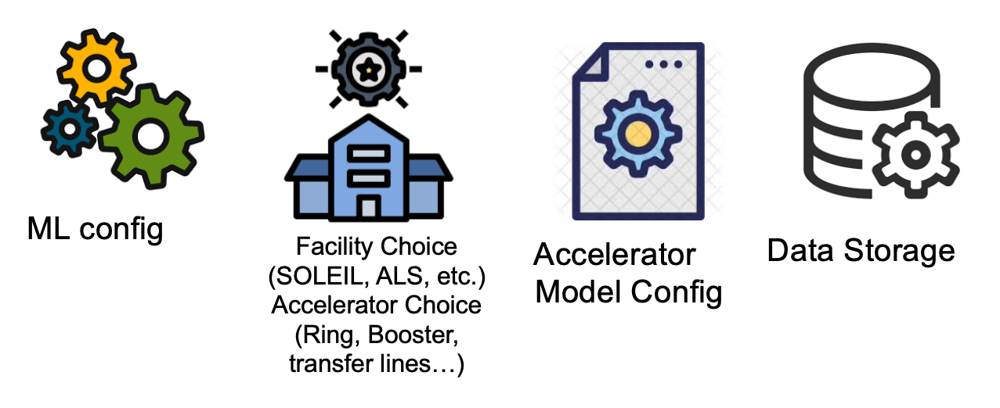 ML config
Facility Choice
(SOLEIL, ALS, etc.)
Accelerator Choice
(Ring, Booster,
transfer lines…)
Accelerator
Model Config
Data Storage